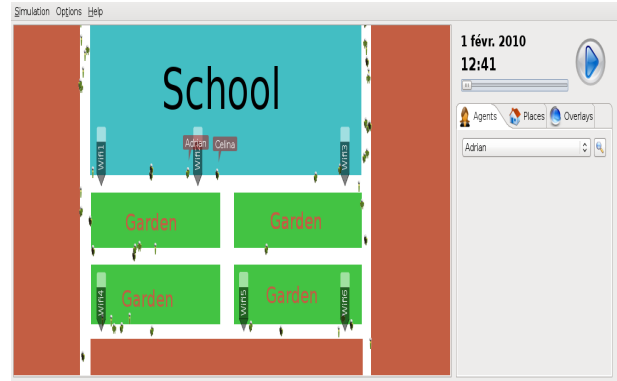 Simulation Options Help
1 févr. 2010
12:41
School
Agents Places Overlays
Adrian
Adrian Celina
Wifi1 Wifi2 Wifi3
Garden Garden
Garden Garden
Wifi4 Wifi5 Wifi6